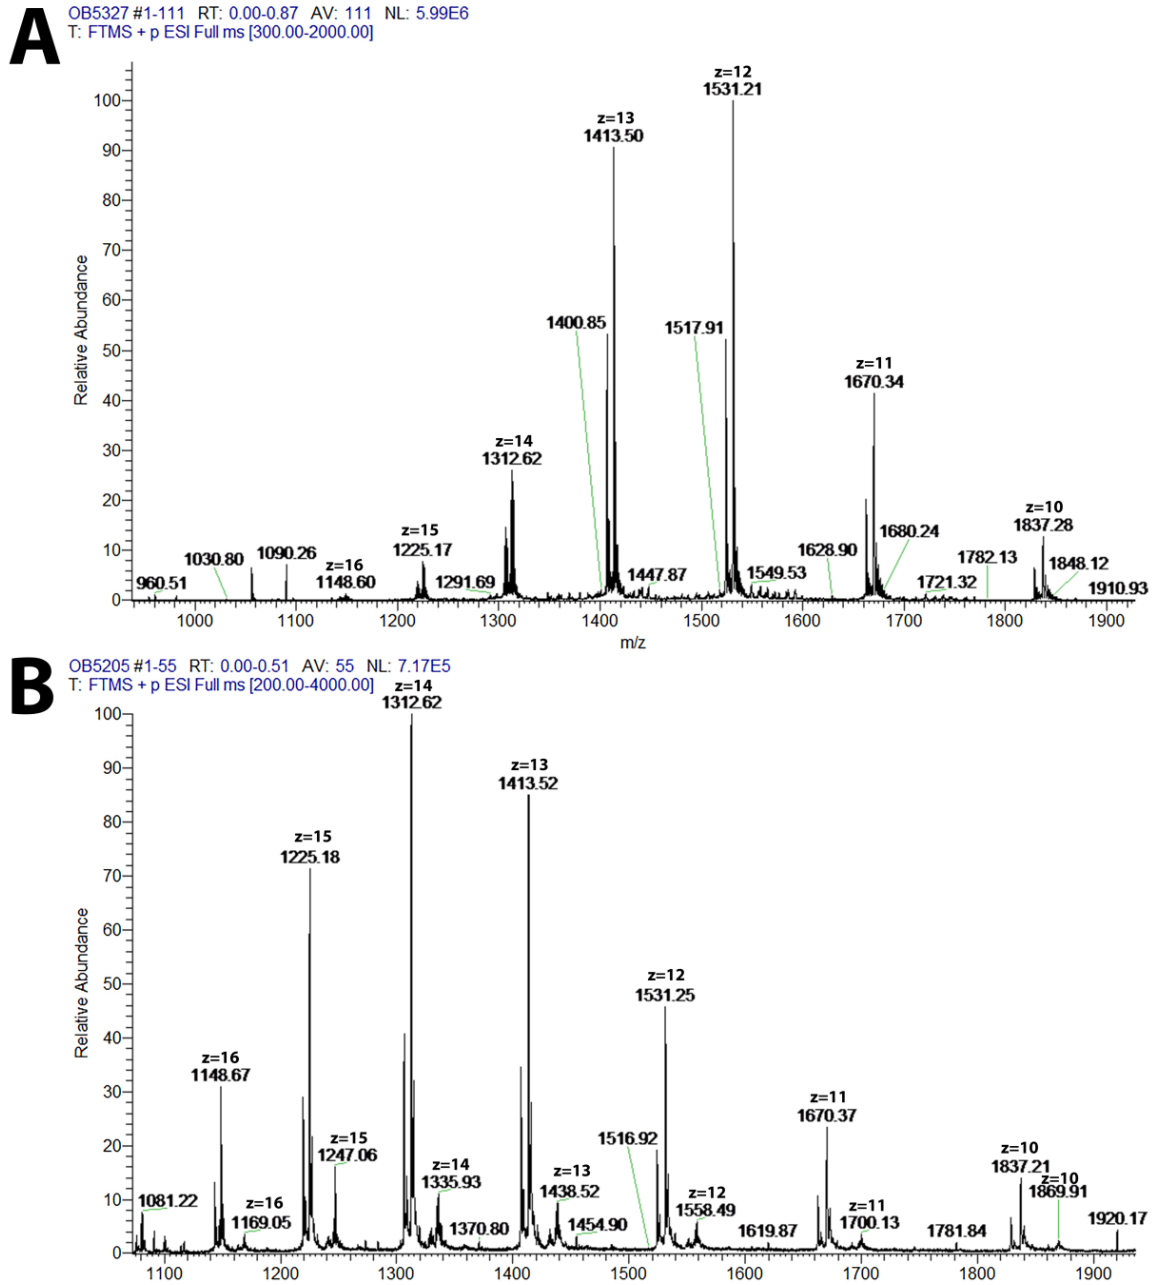 A
OB5327 #1-111 RT: 0.00-0.87 AV: 111 NL: 5.99E6
T: FTMS + p ESI Full ms [300.00-2000.00]
z=12
1531.21
100
z=13
1413.50
90
80
70
Relative Abundance
60
1400.85
1517.91
50
z=11
1670.34
40
z=14
1312.62
30
20
z=15
1225.17
z=10
1837.28
1680.24
1628.90
1030.80
1090.26
1782.13
1848.12
10
z=16
1148.60
960.51
1291.69
1447.87
1549.53
1721.32
1910.93
0
1000
1100
1200
1300
1400
1500
1600
1700
1800
1900
m/z
B
OB5205 #1-55 RT: 0.00-0.51 AV: 55 NL: 7.17E5
T: FTMS + p ESI Full ms [200.00-4000.00]
z=14
1312.62
100
z=13
1413.52
90
80
z=15
1225.18
70
Relative Abundance
60
50
z=12
1531.25
40
z=16
1148.67
30
z=11
1670.37
20
1516.92
z=15
1247.06
z=10
1837.21
z=14
1335.93
z=13
1438.52
z=10
1869.91
10
1081.22
z=16
1169.05
1370.80
1454.90
z=12
1558.49
1619.87
z=11
1700.13
1781.84
1920.17
0
1100
1200
1300
1400
1500
1600
1700
1800
1900